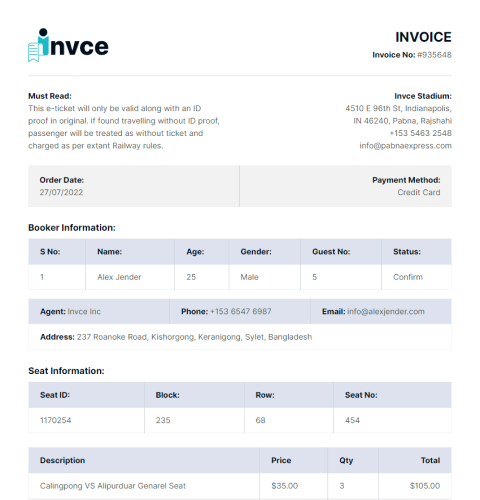 invce
INVOICE
Invoice No: #935648
Must Read:
This e-ticket will only be valid along with an ID
proof in original. if found travelling without ID proof,
passenger will be treated as without ticket and
charged as per extant Railway rules.
Invce Stadium:
4510 E 96th St, Indianapolis,
IN 46240, Pabna, Rajshahi
+153 5463 2548
info@pabnaexpress.com
Order Date:
27/07/2022
Payment Method:
Credit Card
Booker Information:
S No: Name: Age: Gender: Guest No: Status:
1 Alex Jender 25 Male 5 Confirm
Agent: Invce Inc Phone: +153 6547 6987 Email: info@alexjender.com
Address: 237 Roanoke Road, Kishorgong, Keranigong, Sylet, Bangladesh
Seat Information:
Seat ID: Block: Row: Seat No:
1170254 235 68 454
Description Price Qty Total
Calingpong VS Alipurduar Genarel Seat $35.00 3 $105.00